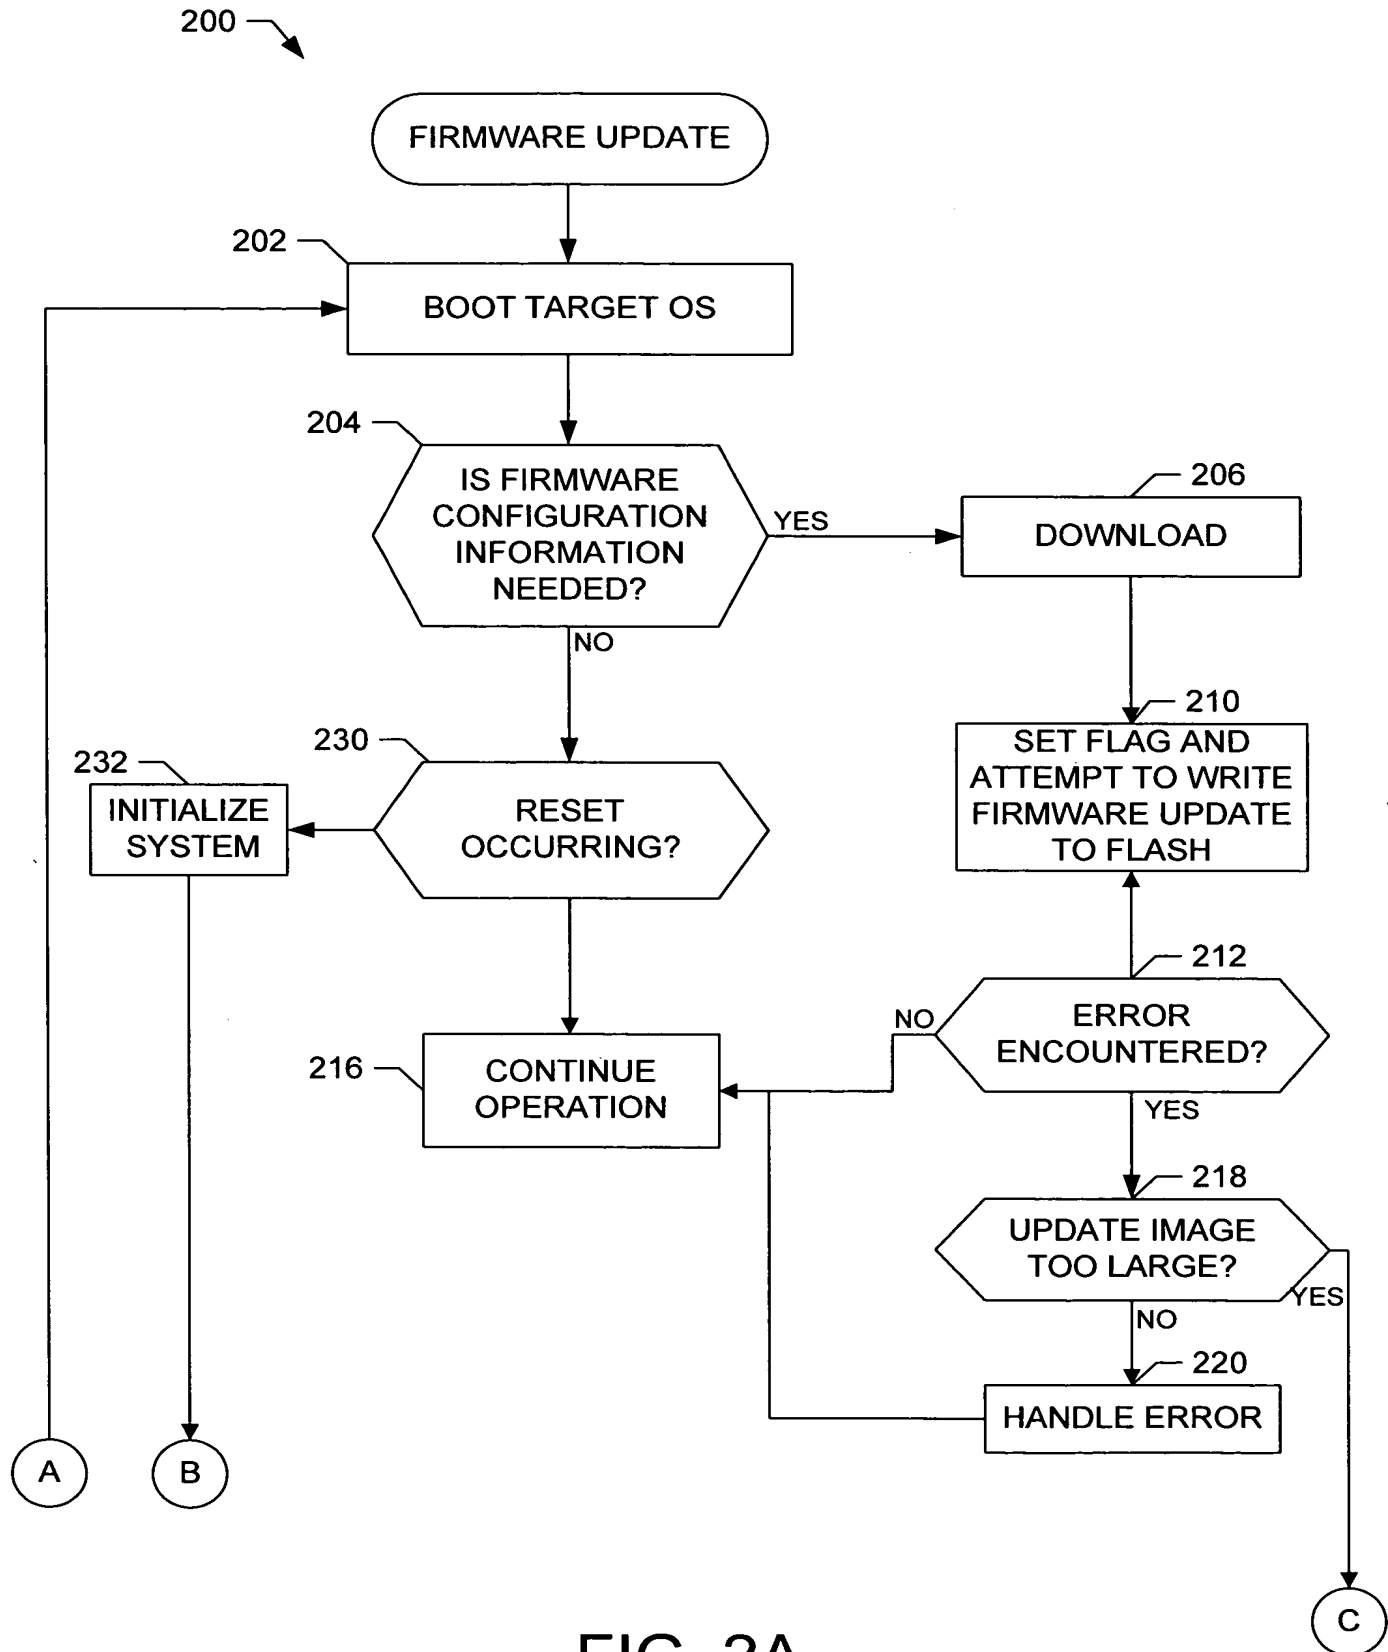 200
FIRMWARE UPDATE
202
BOOT TARGET OS
204
IS FIRMWARE
CONFIGURATION
INFORMATION
NEEDED?
YES
206
DOWNLOAD
NO
210
SET FLAG AND
ATTEMPT TO WRITE
FIRMWARE UPDATE
TO FLASH
230
RESET
OCCURRING?
232
INITIALIZE
SYSTEM
212
ERROR
ENCOUNTERED?
NO
YES
216
CONTINUE
OPERATION
218
UPDATE IMAGE
TOO LARGE?
YES
NO
220
HANDLE ERROR
A
B
C
FIG. 2A